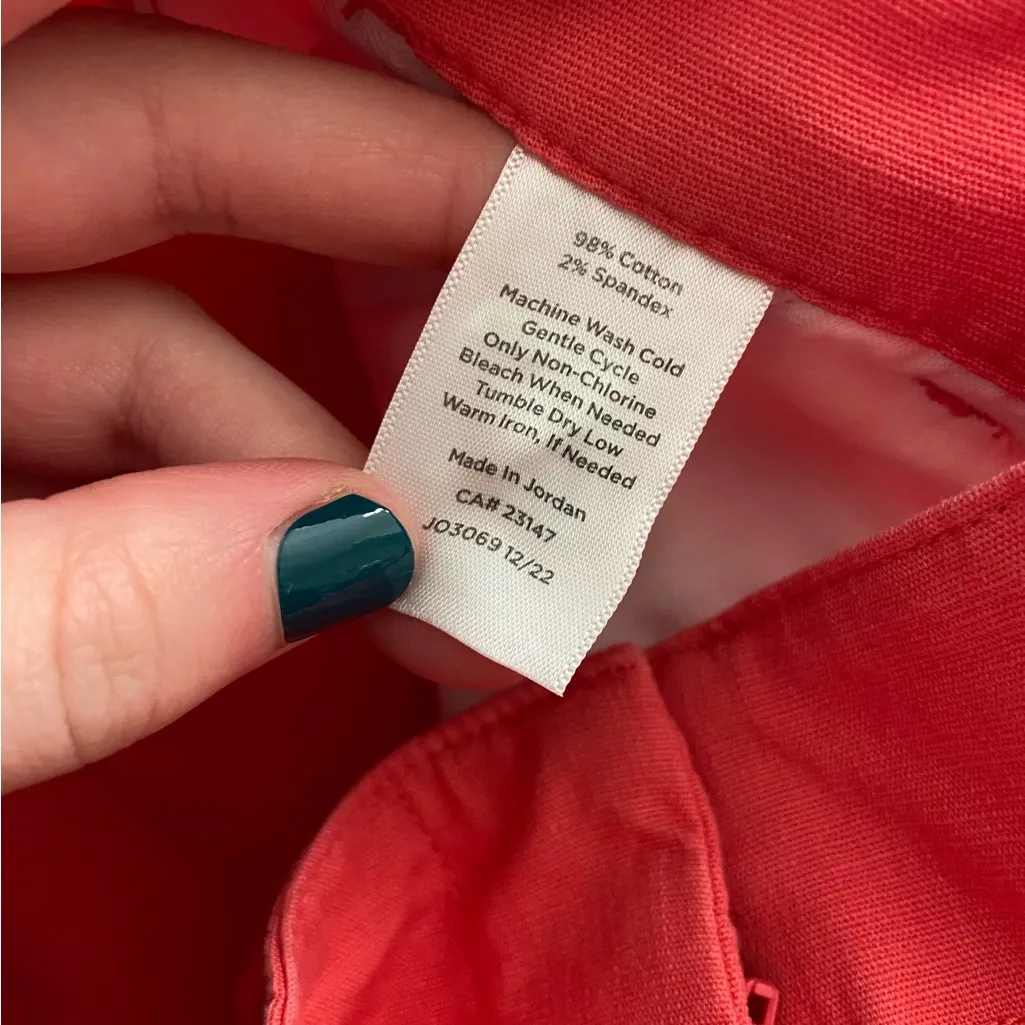 98% Cotton
2% Spandex
Machine Wash Cold
Gentle Cycle
Only Non-Chlorine
Bleach When Needed
Tumble Dry Low
Warm Iron, If Needed
Made In Jordan
CA# 23147
JO3069 12/22